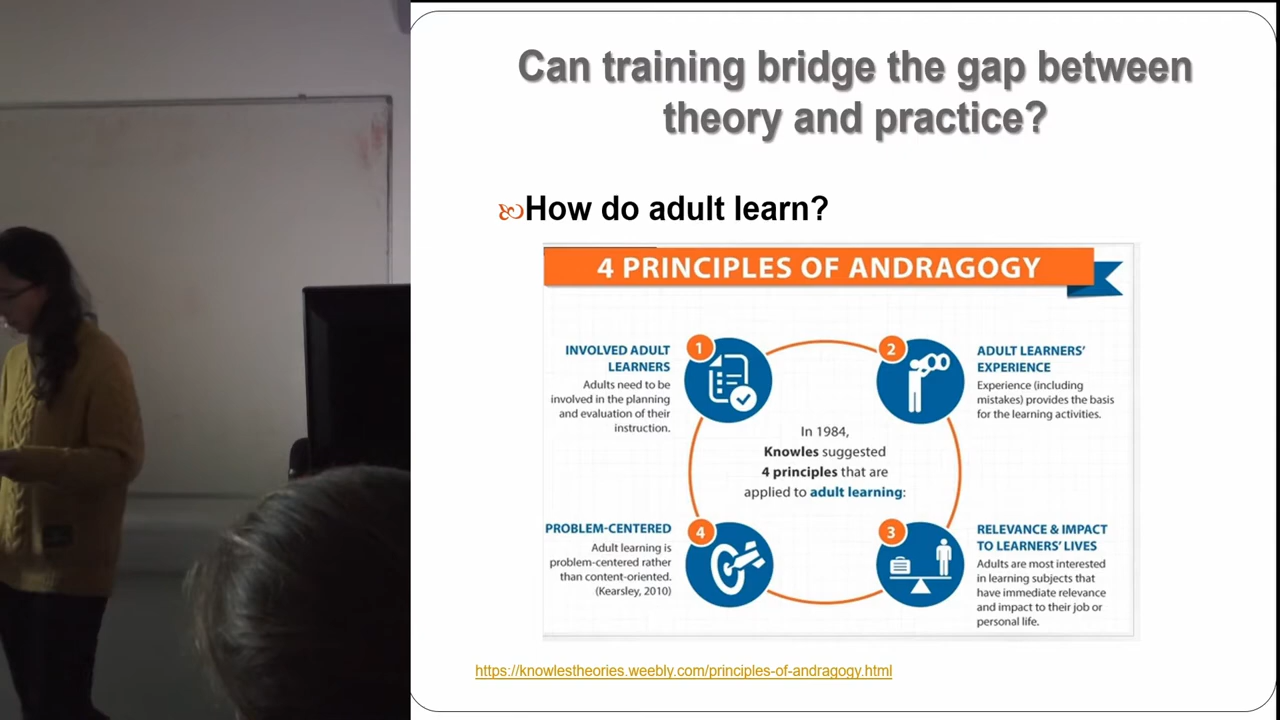 Can training bridge the gap between
theory and practice?
How do adult learn?
4 PRINCIPLES OF ANDRAGOGY
1
INVOLVED ADULT
LEARNERS
Adults need to be
involved in the planning
and evaluation of their
instruction.
2
ADULT LEARNERS'
EXPERIENCE
Experience (including
mistakes) provides the basis
for the learning activities.
In 1984,
Knowles suggested
4 principles that are
applied to adult learning:
4
PROBLEM-CENTERED
Adult learning is
problem-centered rather
than content-oriented.
(Kearsley, 2010)
3
RELEVANCE & IMPACT
TO LEARNERS' LIVES
Adults are most interested
in learning subjects that
have immediate relevance
and impact to their job or
personal life.
https://knowlestheories.weebly.com/principles-of-andragogy.html